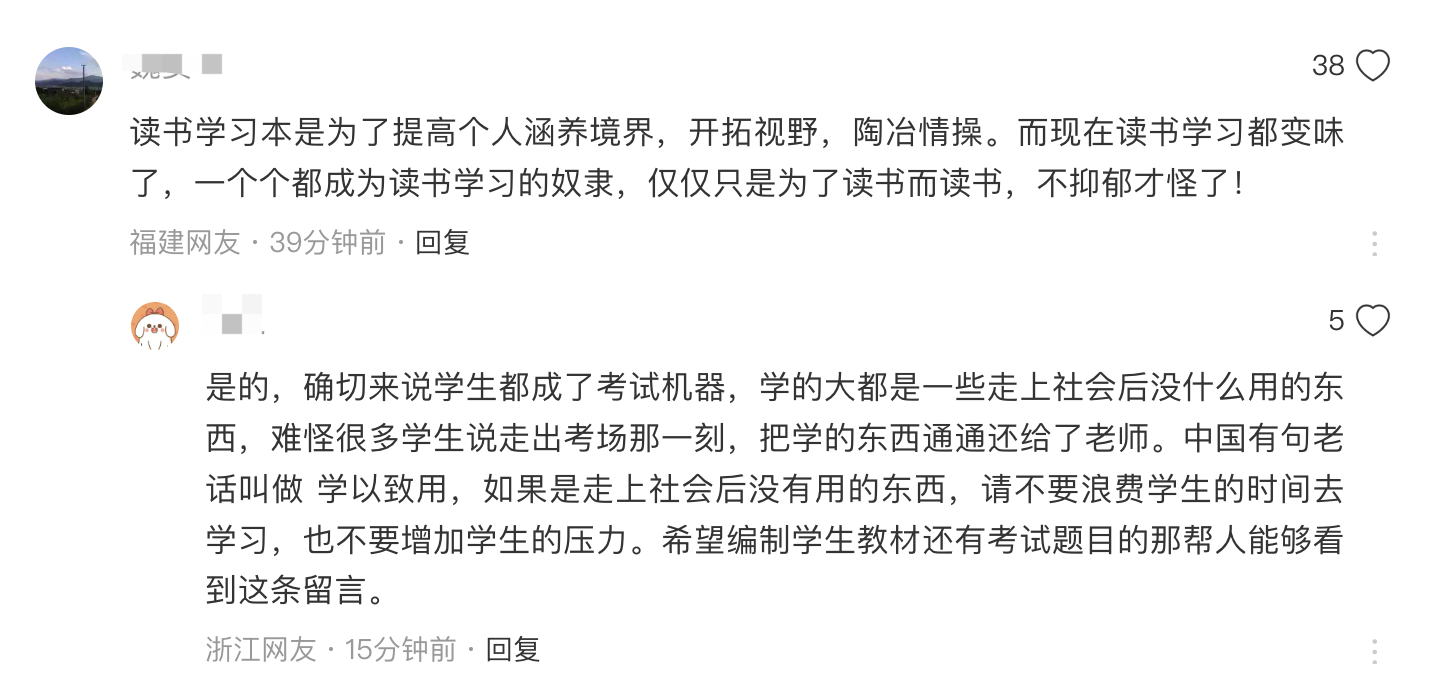 38
读书学习本是为了提高个人涵养境界，开拓视野，陶冶情操。而现在读书学习都变味
了，一个个都成为读书学习的奴隶，仅仅只是为了读书而读书，不抑郁才怪了！
福建网友 · 39分钟前 · 回复
5
是的，确切来说学生都成了考试机器，学的大都是一些走上社会后没什么用的东
西，难怪很多学生说走出考场那一刻，把学的东西通通还给了老师。中国有句老
话叫做 学以致用，如果是走上社会后没有用的东西，请不要浪费学生的时间去
学习，也不要增加学生的压力。希望编制学生教材还有考试题目的那帮人能够看
到这条留言。
浙江网友 · 15分钟前 · 回复